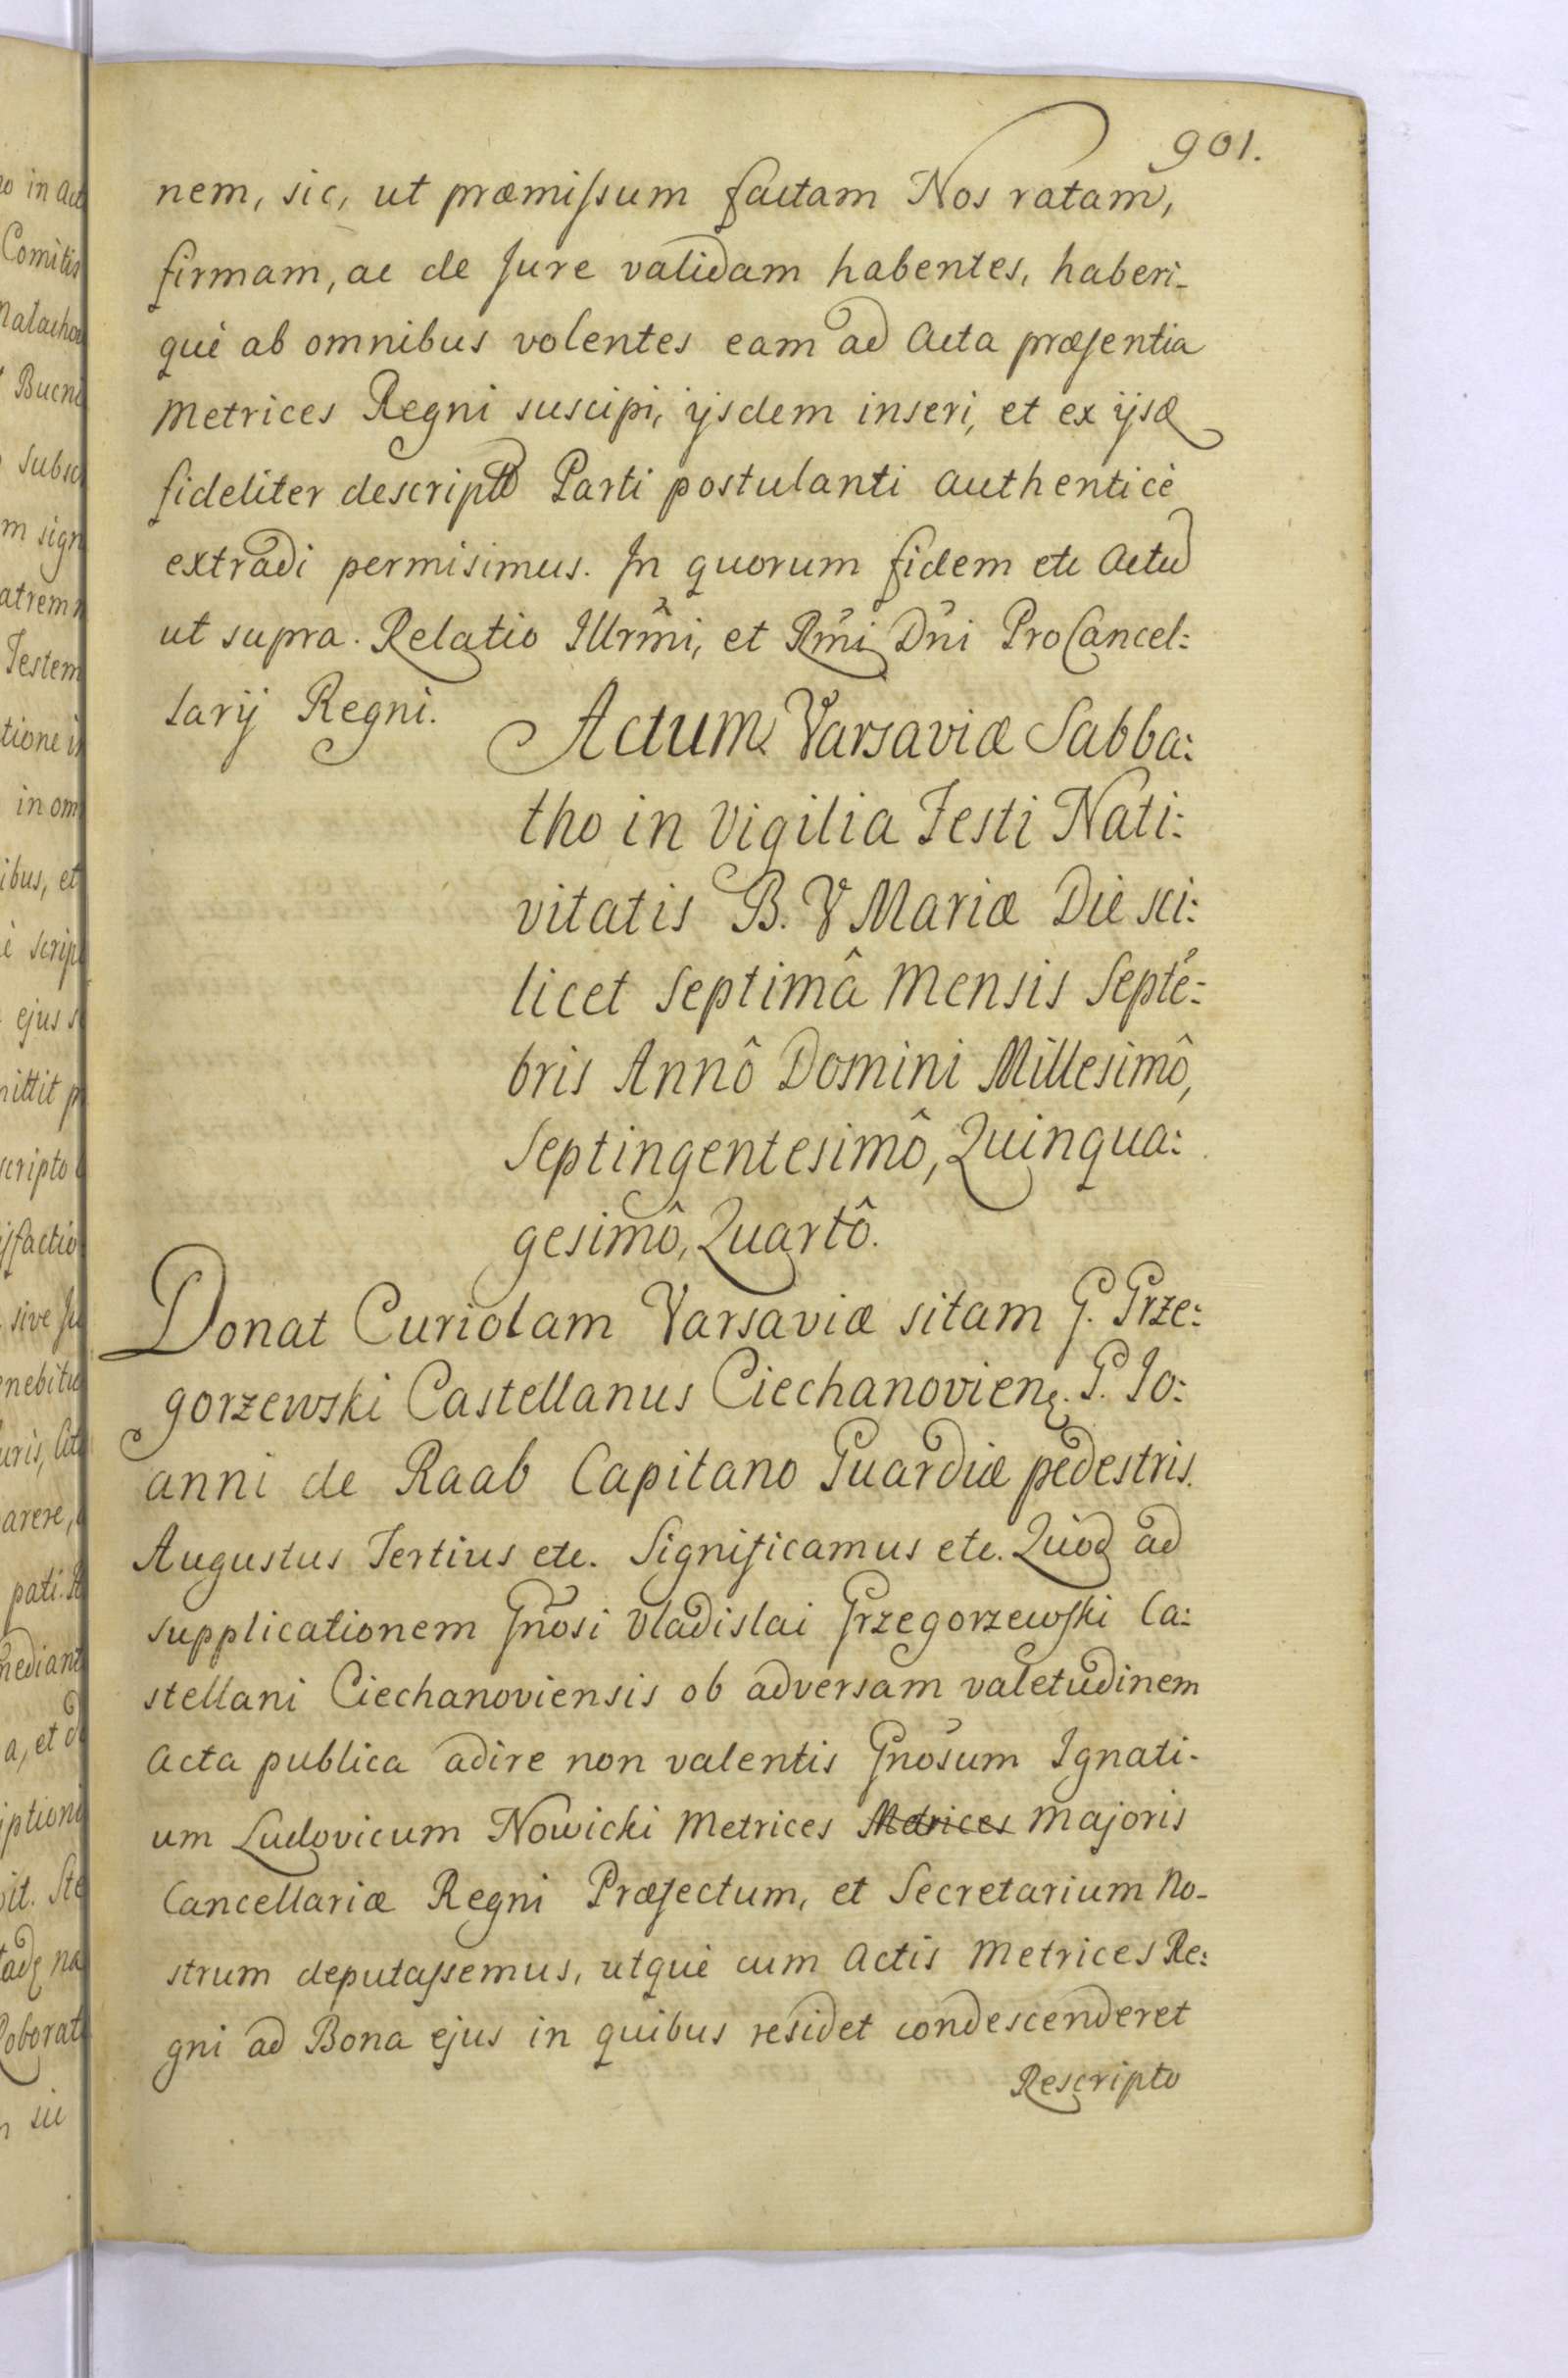 901.
nem, sic, ut præmissum factam Nos ratam,
firmam, ac de Jure validam habentes, haberi-
què ab omnibus volentes eam ad Acta præsentia
Metrices Regni suscipi, ijsdem inseri, et ex ijsd
fideliter descriptā Parti postulanti authenticè
extradi permisimus. In quorum fidem etc Actū
ut supra. Relatio Illrmi, et Rmi Dni ProCancel:
larij Regni.
Actum Varsaviæ Sabba:
tho in Vigilia Festi Nati:
vitatis B. V Mariæ Die sci:
licet Septimâ Mensis Septē:
bris Annô Domini Millesimô,
Septingentesimô, Quinqua:
gesimô, Quartô.
Donat Curiolam Varsaviæ sitam G. Grze:
gorzewski Castellanus Ciechanovien. G. Jo:
anni de Raab Capitano Guardiæ pedestris.
Augustus Tertius etc. Significamus etc. Quod ad
supplicationem Gnosi Vladislai Grzegorzewski Ca:
stellani Ciechanoviensis ob adversam valetudinem
acta publica adire non valentis Gnosum Ignati-
um Ludovicum Nowicki Metrices Metrices Majoris
Cancellariæ Regni Præfectum, et Secretarium No-
strum deputassemus, utquè cum Actis Metrices Re:
gni ad Bona ejus in quibus residet condescenderet
Rescripto